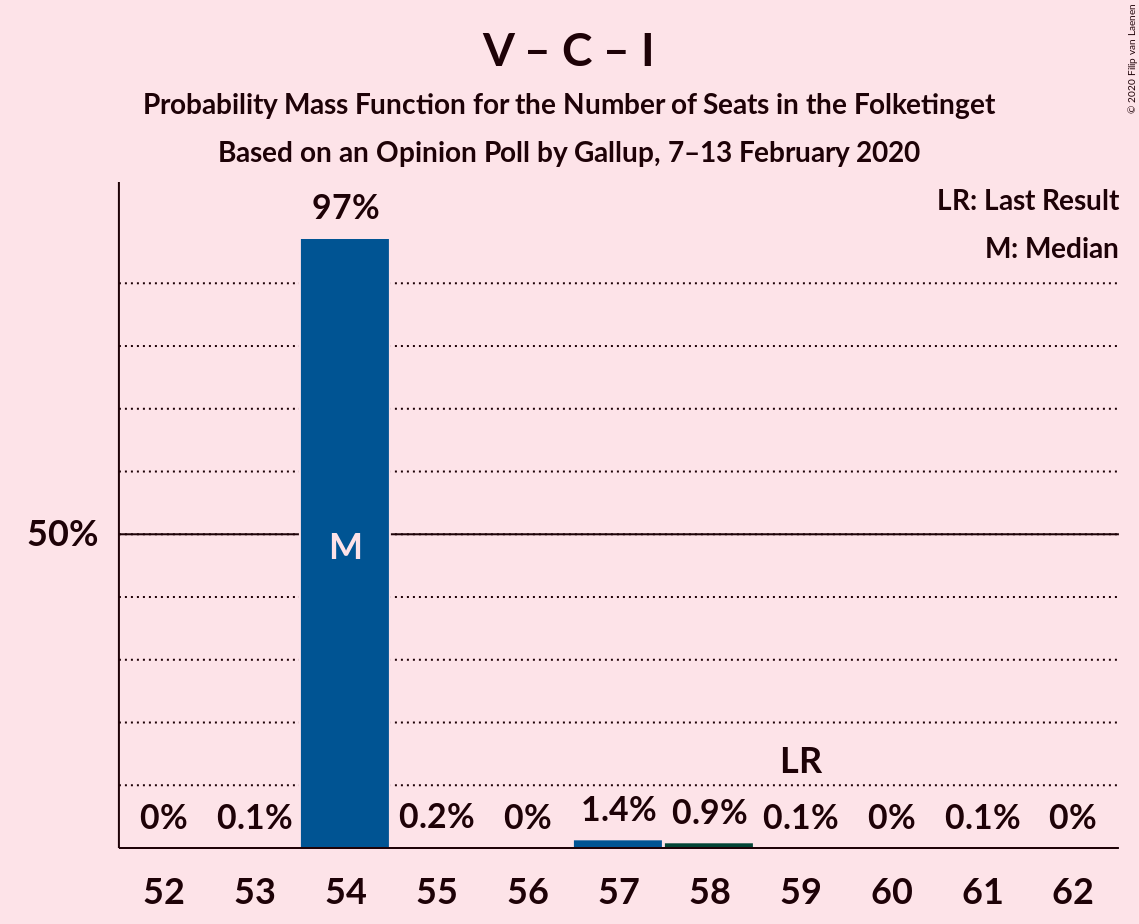 V – C – I
Probability Mass Function for the Number of Seats in the Folketinget
Based on an Opinion Poll by Gallup, 7–13 February 2020
© 2020 Filip van Laenen
LR: Last Result
M: Median
97%
50%
M
LR
0% 0.1% 0.2% 0% 1.4% 0.9% 0.1% 0% 0.1% 0%
52 53 54 55 56 57 58 59 60 61 62